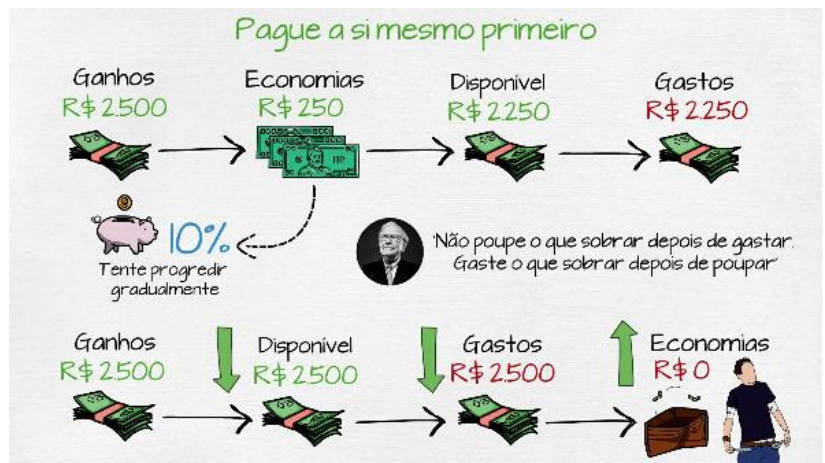 Pague a si mesmo primeiro
Ganhos
R$ 2.500
Economias
R$ 250
Disponível
R$ 2.250
Gastos
R$ 2.250
10%
Tente progredir
gradualmente
'Não poupe o que sobrar depois de gastar.
Gaste o que sobrar depois de poupar'
Ganhos
R$ 2.500
Disponível
R$ 2.500
Gastos
R$ 2.500
Economias
R$ 0